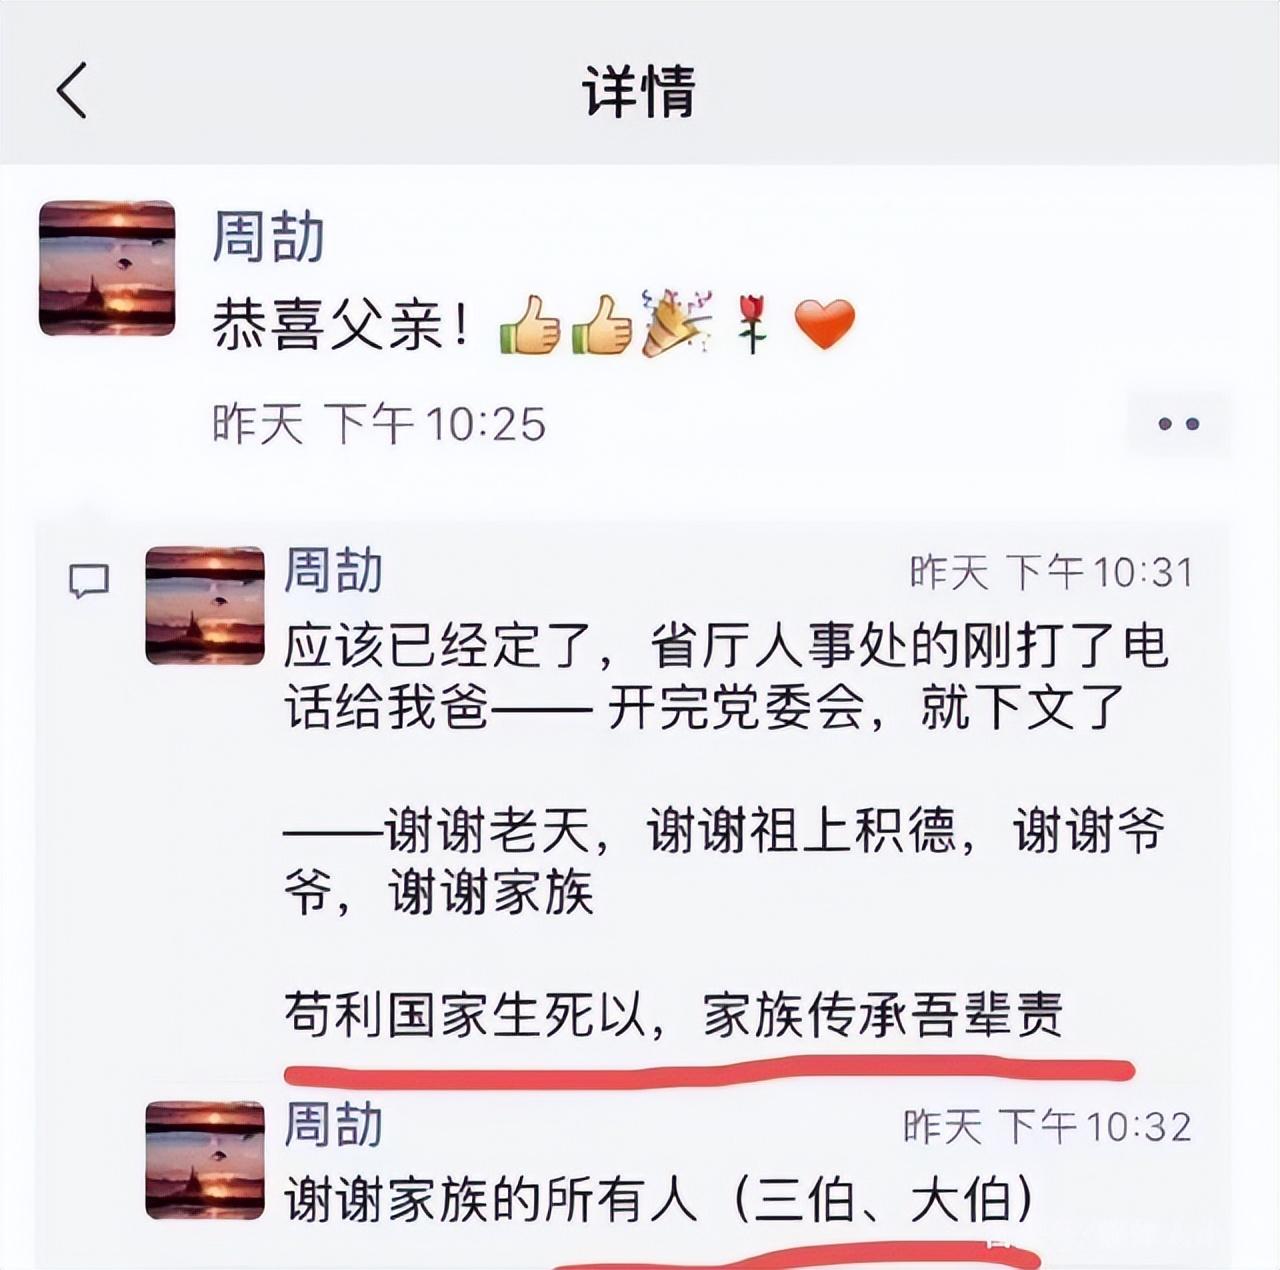 详情
周劼
恭喜父亲！👍👍🎉🌹❤️
昨天 下午10:25
周劼
昨天 下午10:31
应该已经定了，省厅人事处的刚打了电
话给我爸—— 开完党委会，就下文了
——谢谢老天，谢谢祖上积德，谢谢爷
爷，谢谢家族
苟利国家生死以，家族传承吾辈责
周劼
昨天 下午10:32
谢谢家族的所有人（三伯、大伯）